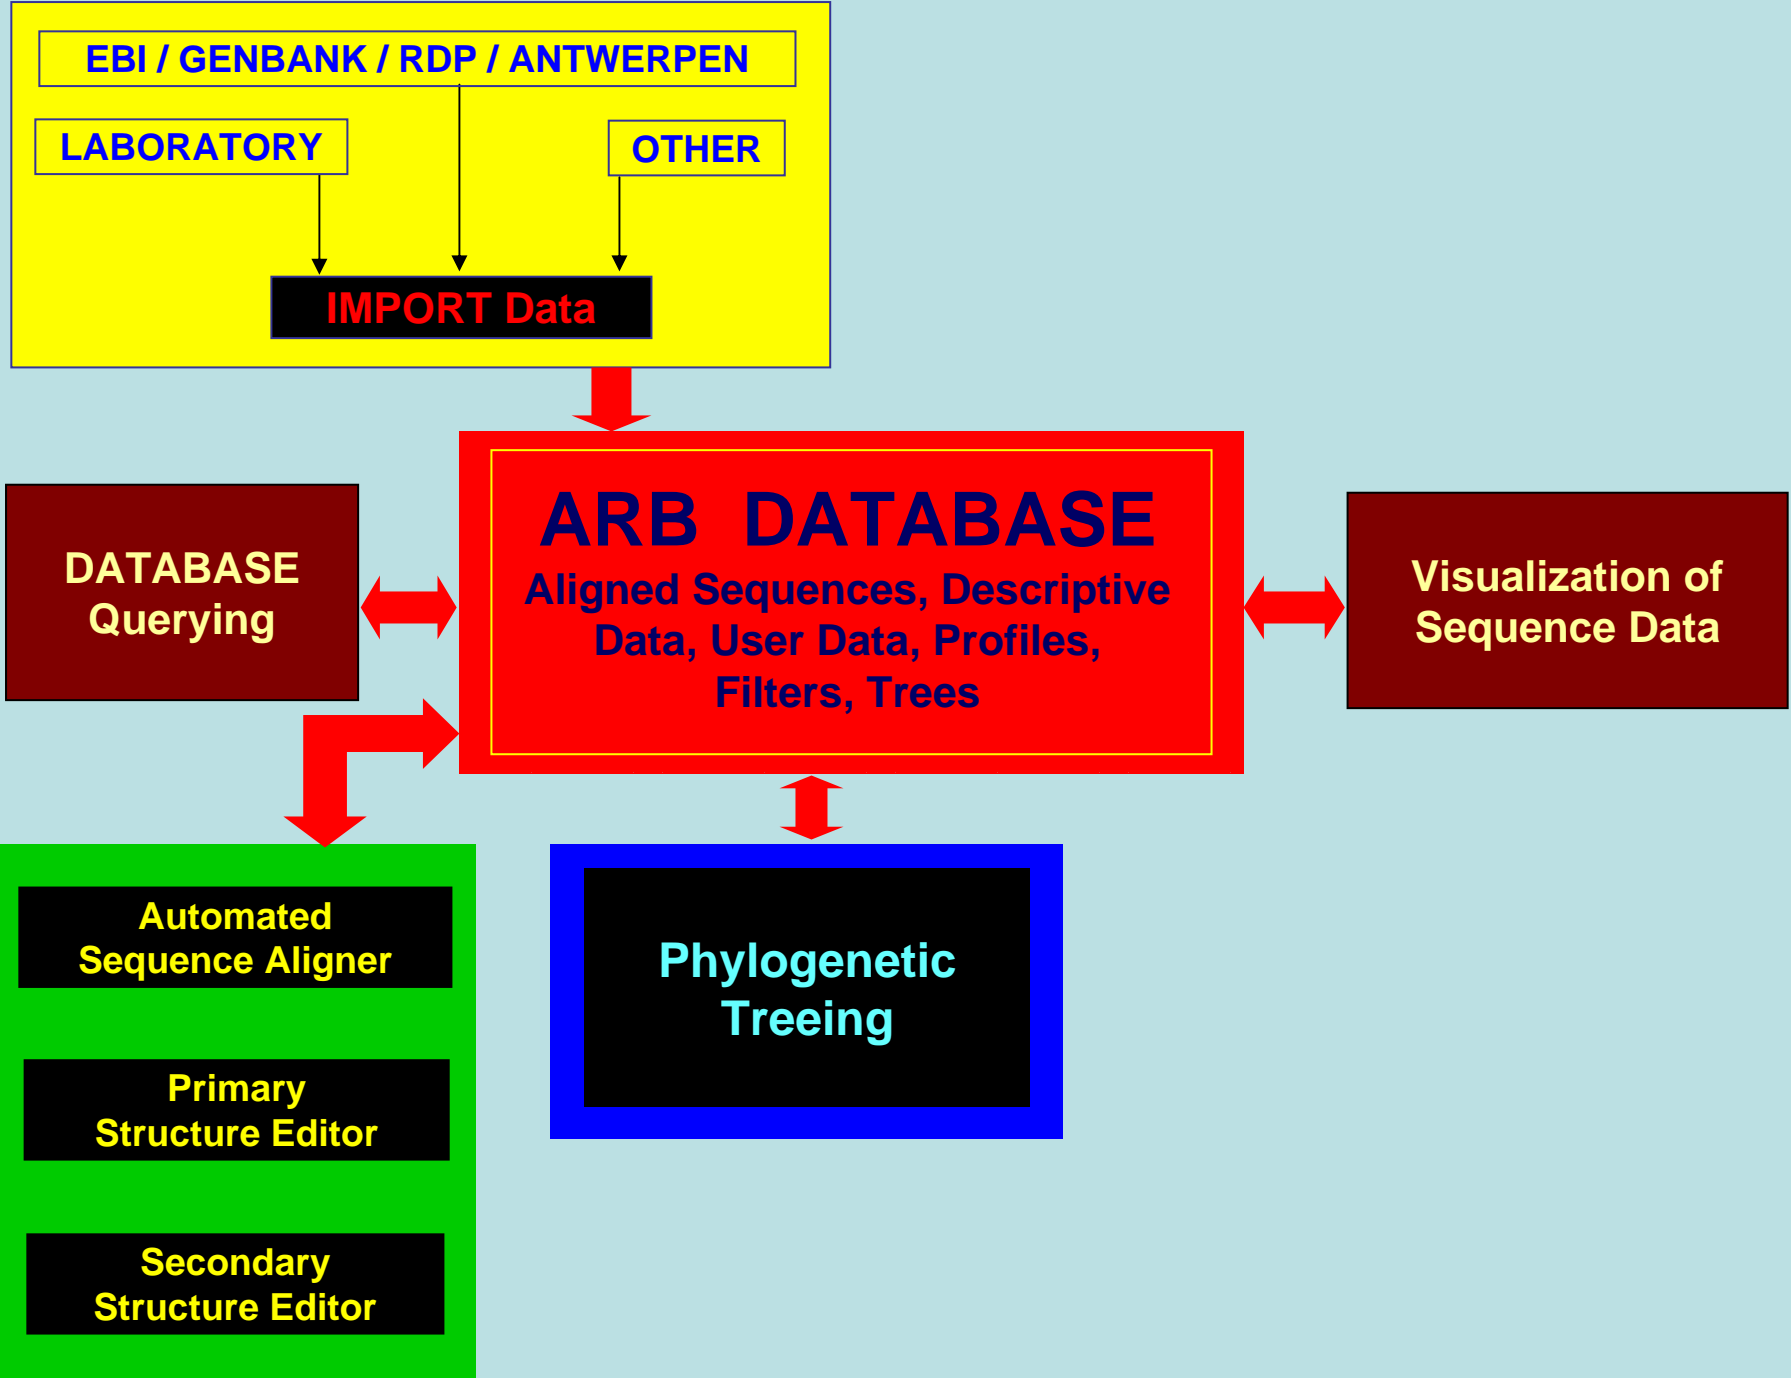 EBI / GENBANK / RDP / ANTWERPEN
LABORATORY
OTHER
IMPORT Data
ARB DATABASE
Aligned Sequences, Descriptive
Data, User Data, Profiles,
Filters, Trees
DATABASE
Querying
Visualization of
Sequence Data
Automated
Sequence Aligner
Primary
Structure Editor
Secondary
Structure Editor
Phylogenetic
Treeing